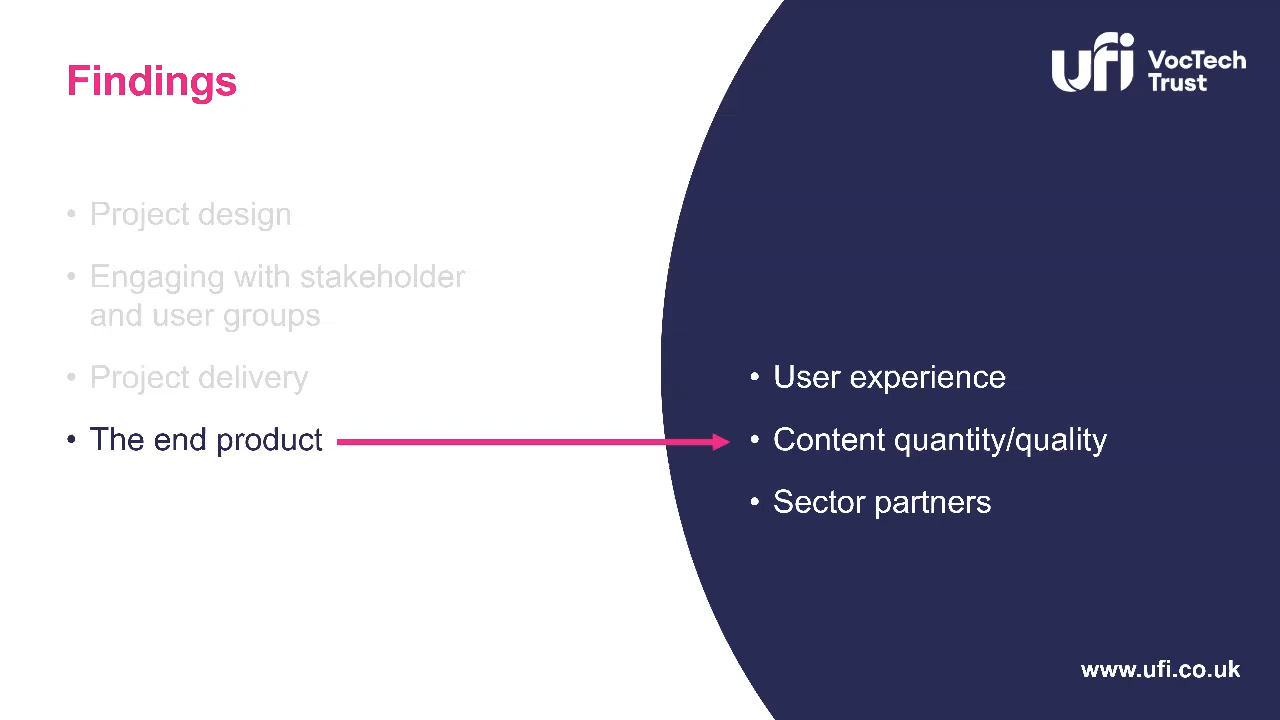 Findings
ufi VocTech
Trust
• Project design
• Engaging with stakeholder
and user groups
• Project delivery
• The end product
• User experience
• Content quantity/quality
• Sector partners
www.ufi.co.uk